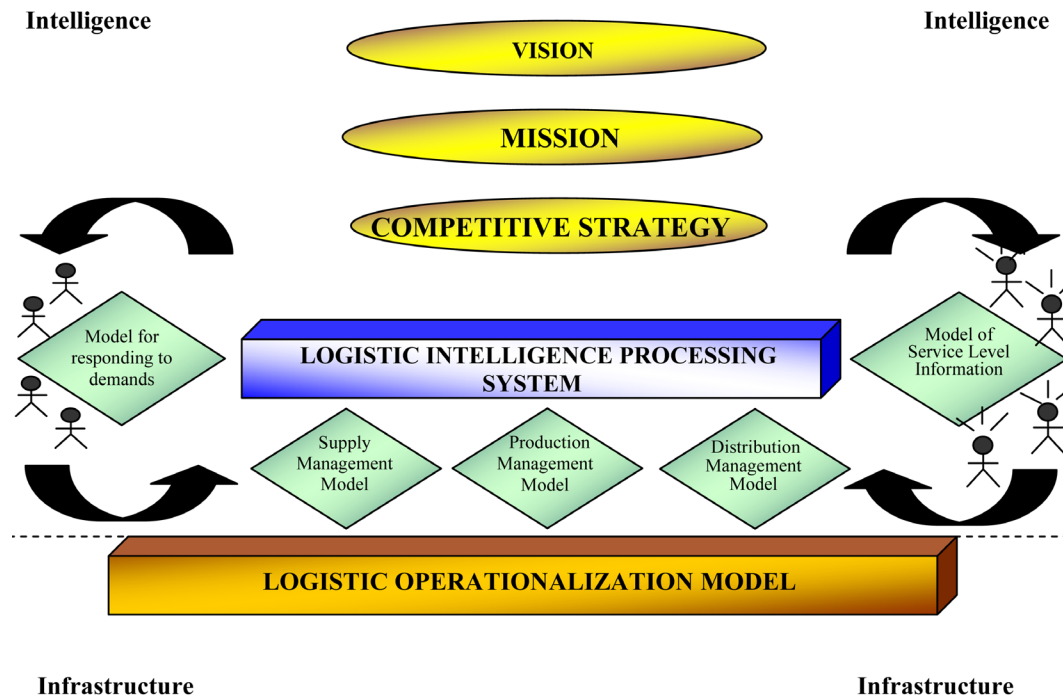 Intelligence
Intelligence
VISION
MISSION
COMPETITIVE STRATEGY
Model for
responding to
demands
LOGISTIC INTELLIGENCE PROCESSING
SYSTEM
Model of
Service Level
Information
Supply
Management
Model
Production
Management
Model
Distribution
Management
Model
LOGISTIC OPERATIONALIZATION MODEL
Infrastructure
Infrastructure